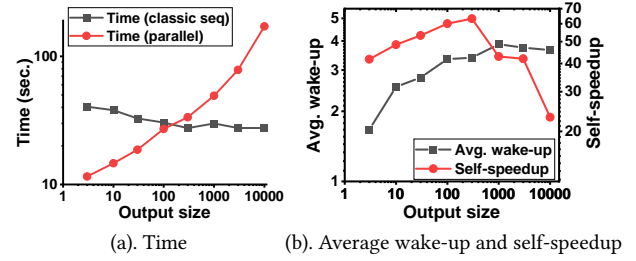 Time (classic seq)
Time (parallel)
100
10
Time (sec.)
1 10 100 1000 10000
Output size
(a). Time
5
4
3
2
1
Avg. wake-up
70
60
50
40
30
20
Self-speedup
Avg. wake-up
Self-speedup
1 10 100 1000 10000
Output size
(b). Average wake-up and self-speedup